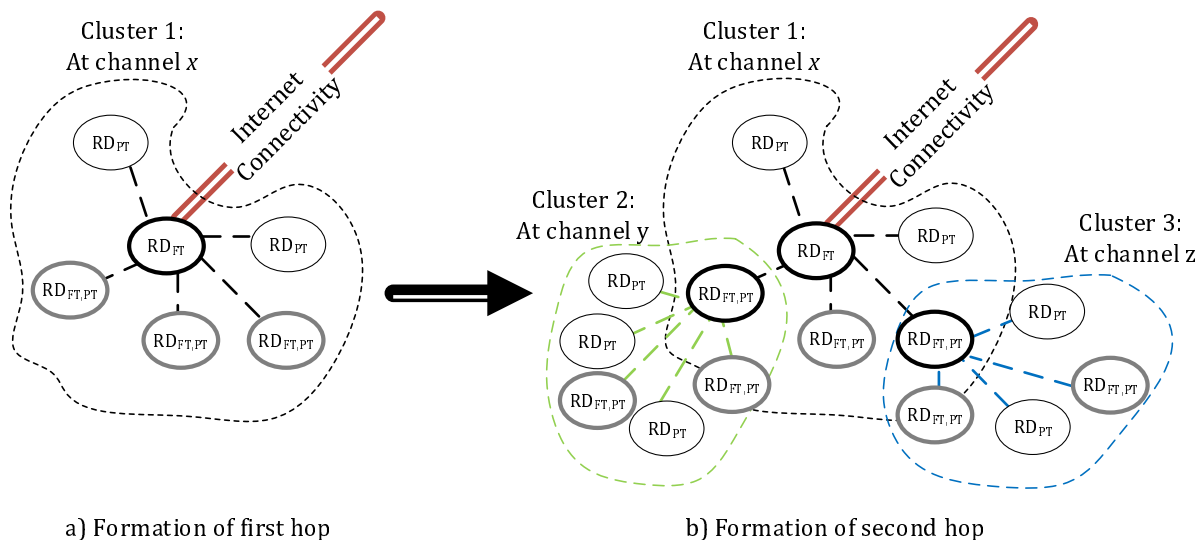 Cluster 1:
At channel x
Internet
Connectivity
RDPT
RDFT
RDPT
RDFT,PT
RDFT,PT
RDFT,PT
a) Formation of first hop
Cluster 1:
At channel x
Internet
Connectivity
RDPT
Cluster 2:
At channel y
Cluster 3:
At channel z
RDFT
RDPT
RDPT
RDFT,PT
RDPT
RDPT
RDFT,PT
RDFT,PT
RDFT,PT
RDFT,PT
RDFT,PT
RDFT,PT
RDPT
RDPT
b) Formation of second hop